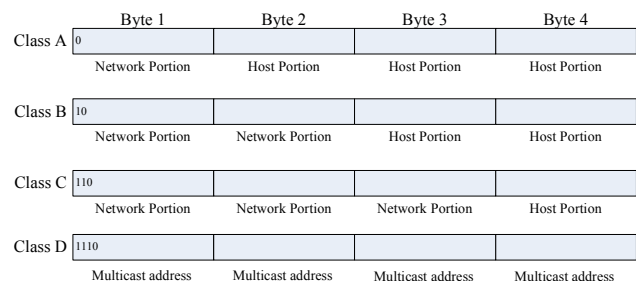 Byte 1 Byte 2 Byte 3 Byte 4
Class A 0
Network Portion Host Portion Host Portion Host Portion
Class B 10
Network Portion Network Portion Host Portion Host Portion
Class C 110
Network Portion Network Portion Network Portion Host Portion
Class D 1110
Multicast address Multicast address Multicast address Multicast address